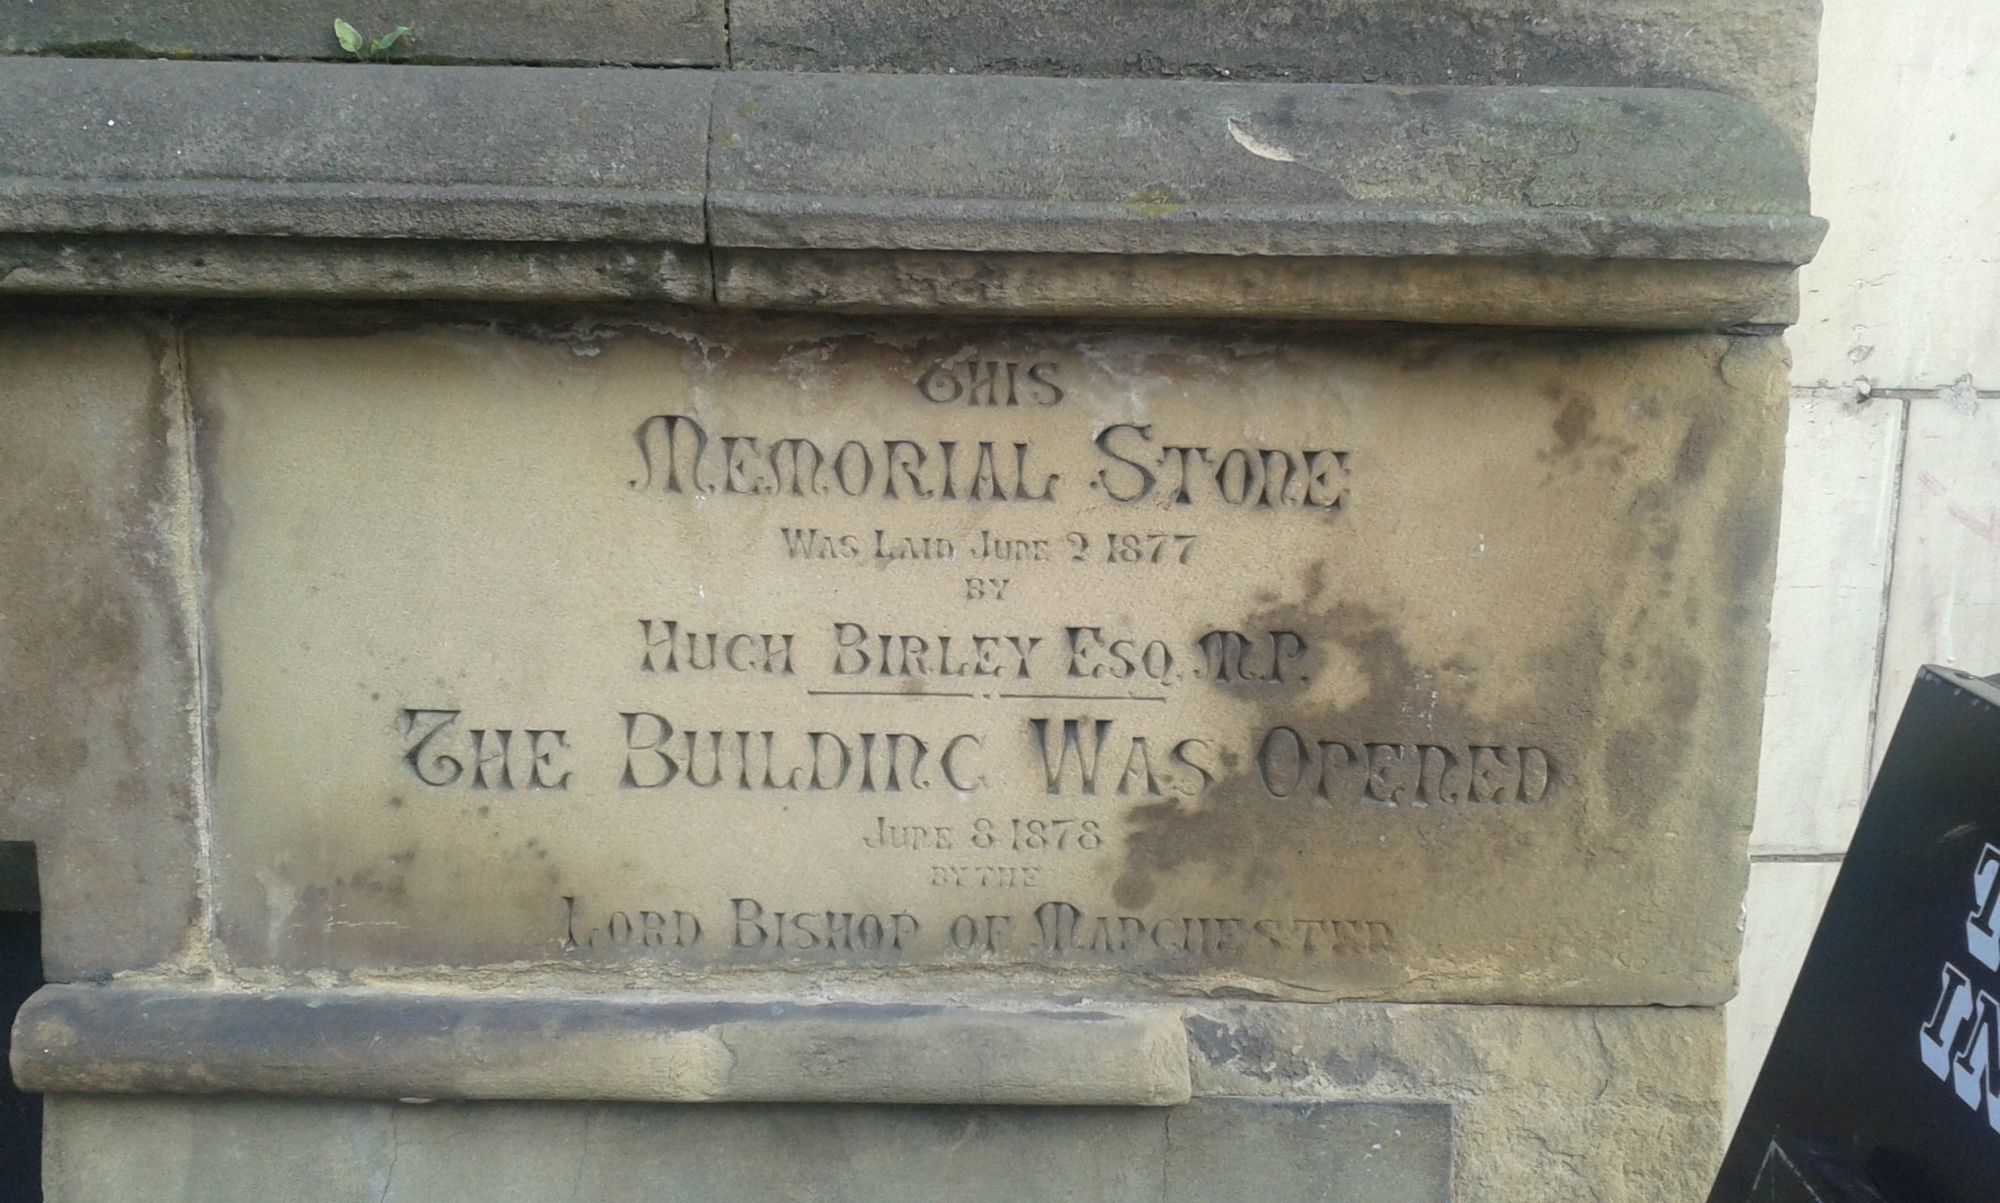 THIS
MEMORIAL STONE
WAS LAID JUNE 2 1877
BY
HUGH BIRLEY ESQ. M.P.
THE BUILDING WAS OPENED
JUNE 8 1878
BY THE
LORD BISHOP OF MANCHESTER
IN